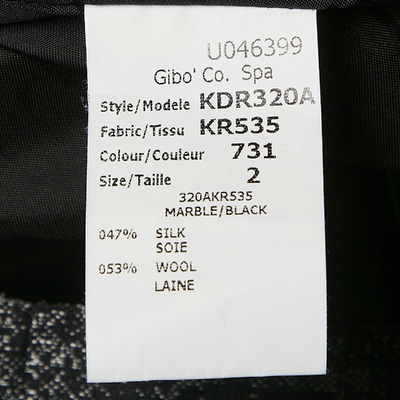 U046399
Gibo' Co. Spa
Style/Modele KDR320A
Fabric/Tissu KR535
Colour/Couleur 731
Size/Taille 2
320AKR535
MARBLE/BLACK
047% SILK
SOIE
053% WOOL
LAINE